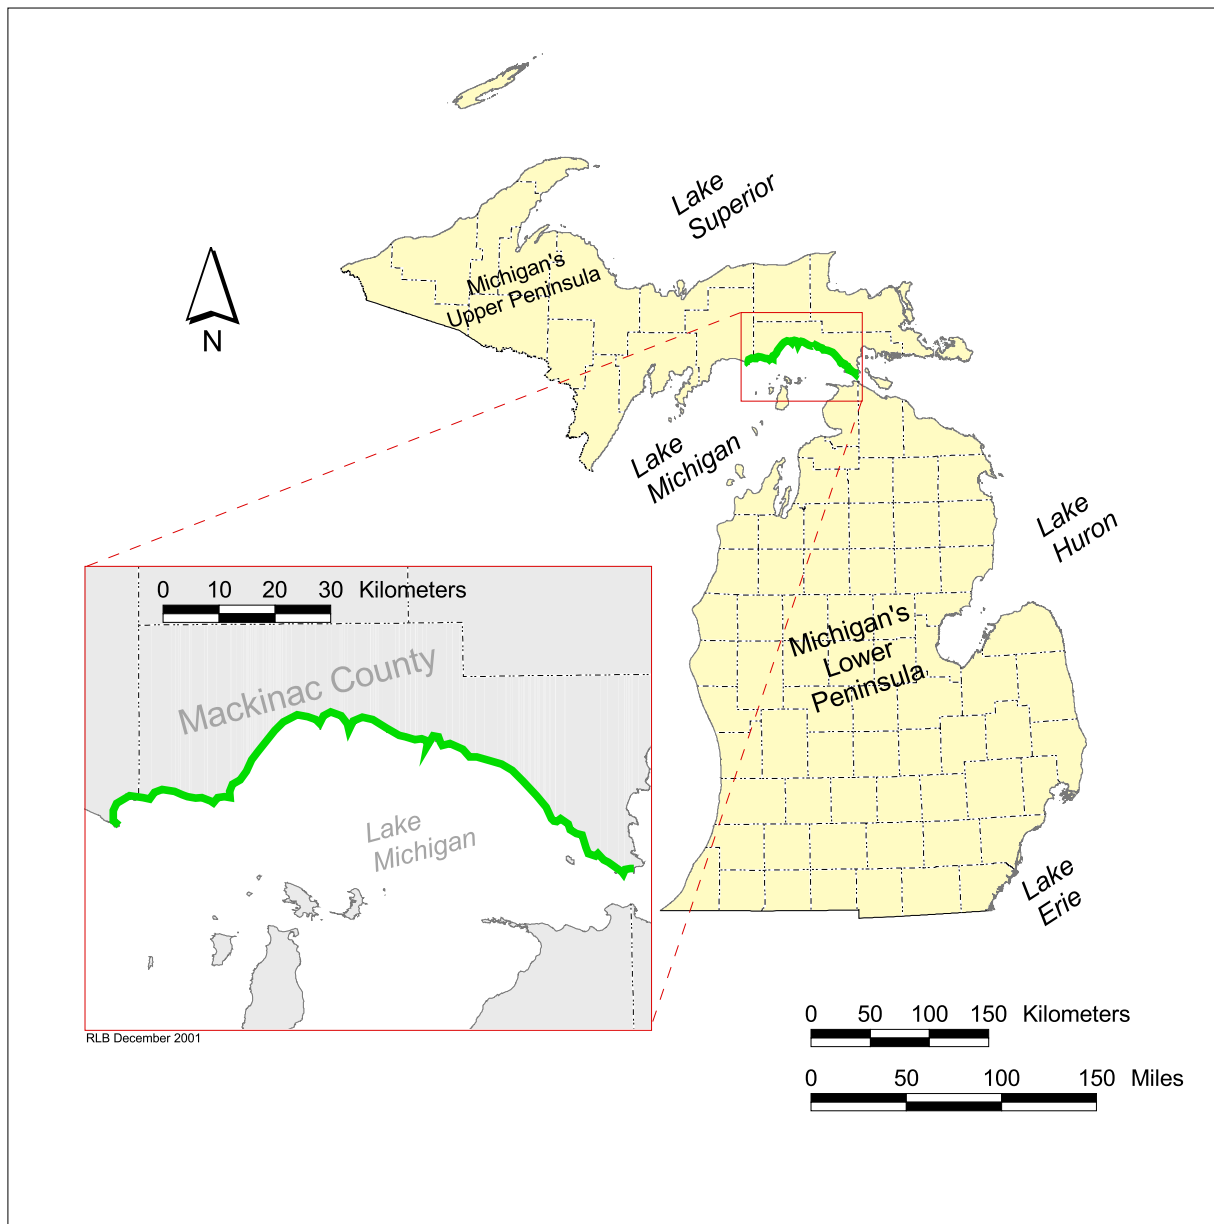 Lake
Superior
Michigan's
Upper Peninsula
N
Lake
Michigan
Lake
Huron
0 10 20 30 Kilometers
Mackinac County
Michigan's
Lower
Peninsula
Lake
Michigan
Lake
Erie
RLB December 2001
0 50 100 150 Kilometers
0 50 100 150 Miles